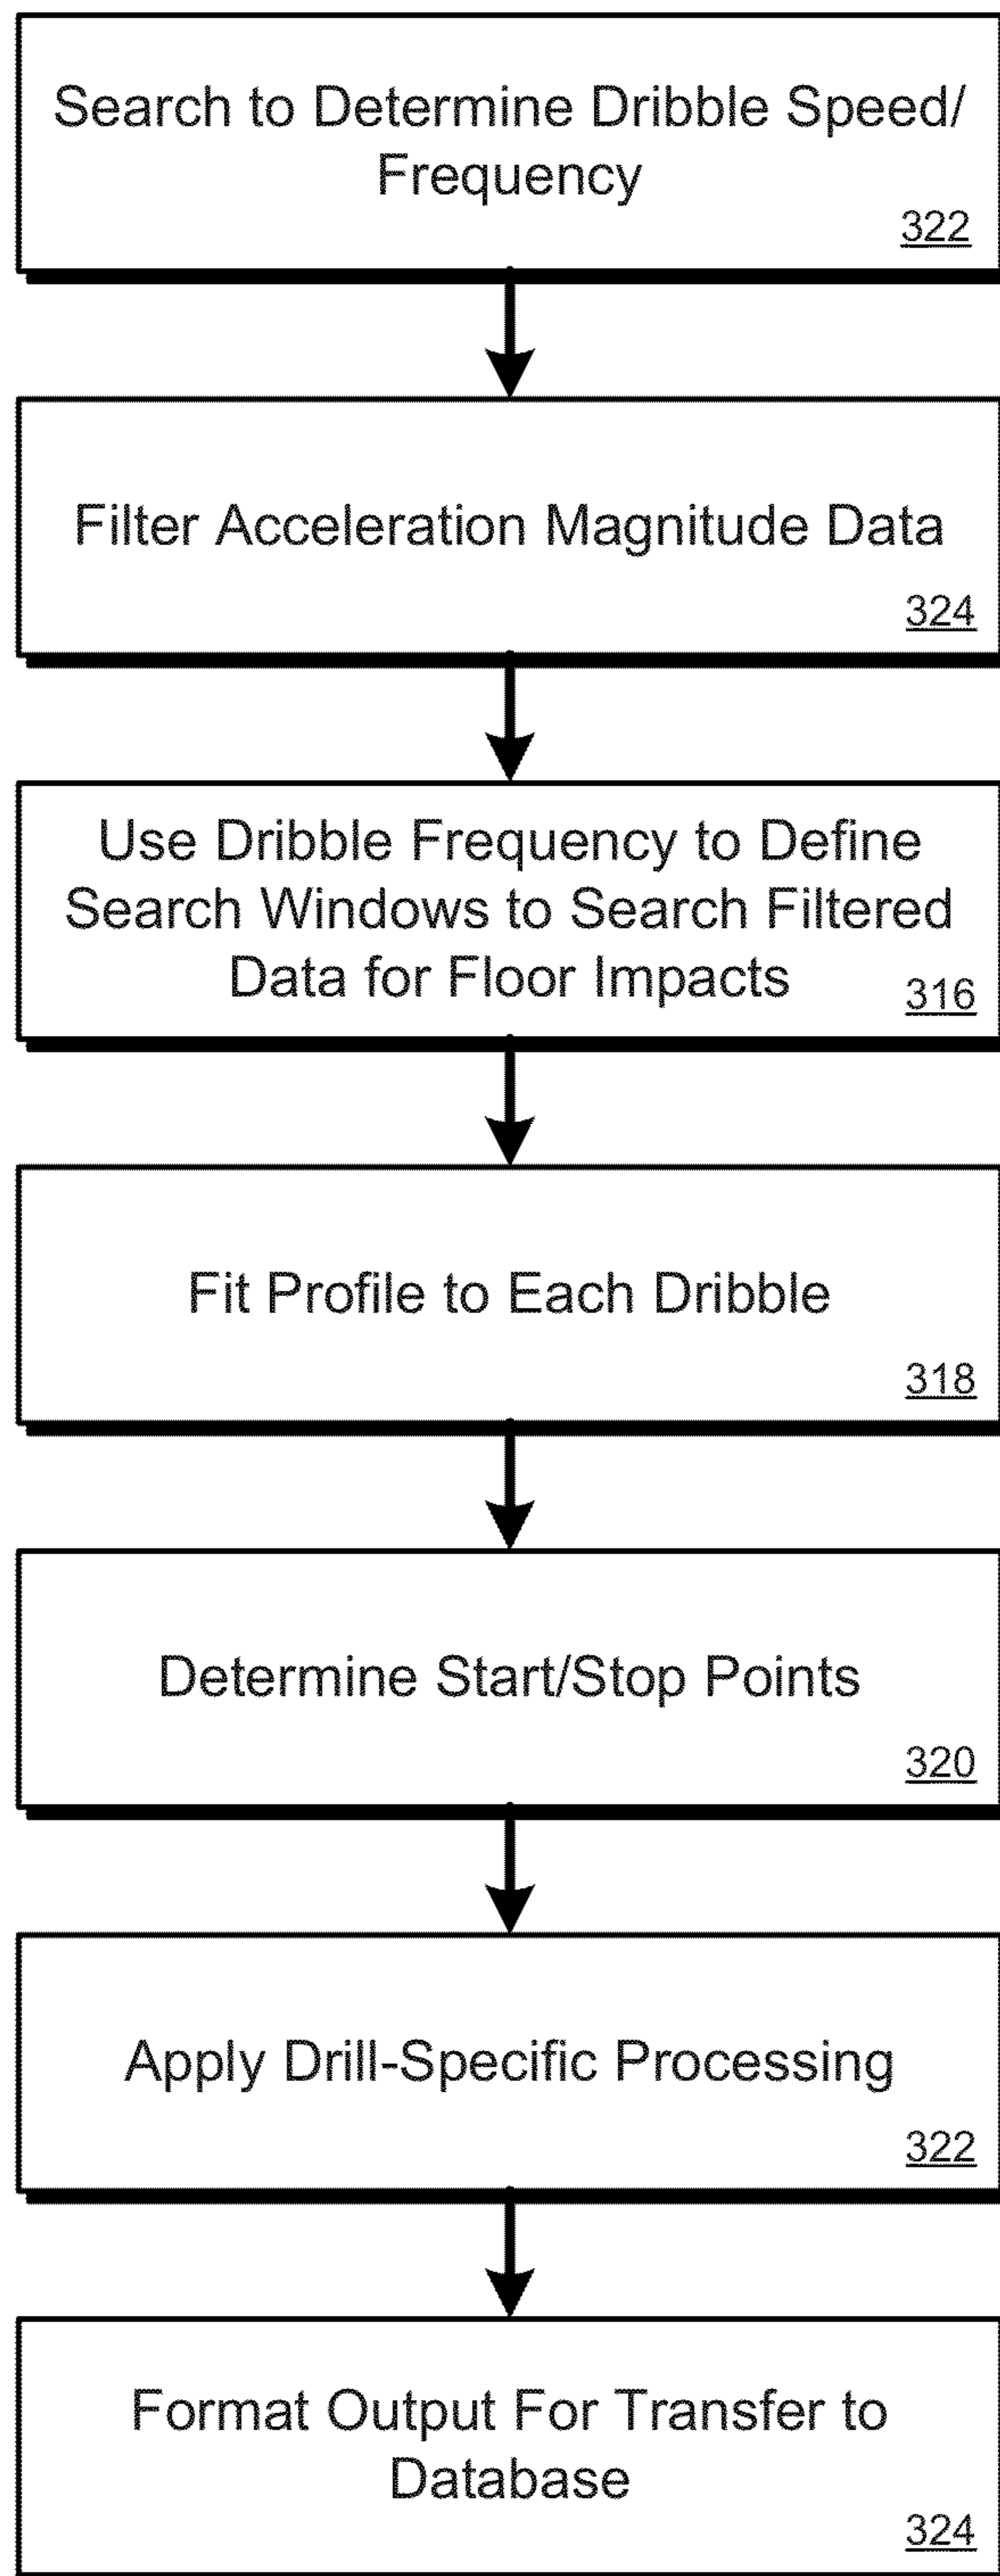 Search to Determine Dribble Speed/
Frequency
322
Filter Acceleration Magnitude Data
324
Use Dribble Frequency to Define
Search Windows to Search Filtered
Data for Floor Impacts
316
Fit Profile to Each Dribble
318
Determine Start/Stop Points
320
Apply Drill-Specific Processing
322
Format Output For Transfer to
Database
324